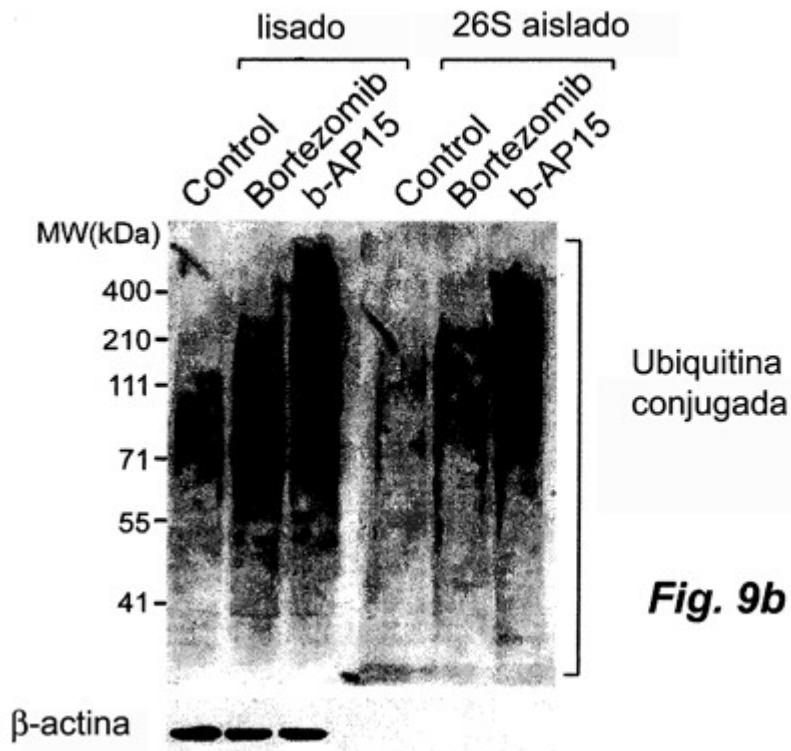 lisado 26S aislado
Control Bortezomib b-AP15 Control Bortezomib b-AP15
MW(kDa)
400
210
111
71
55
41
Ubiquitina
conjugada
Fig. 9b
β-actina